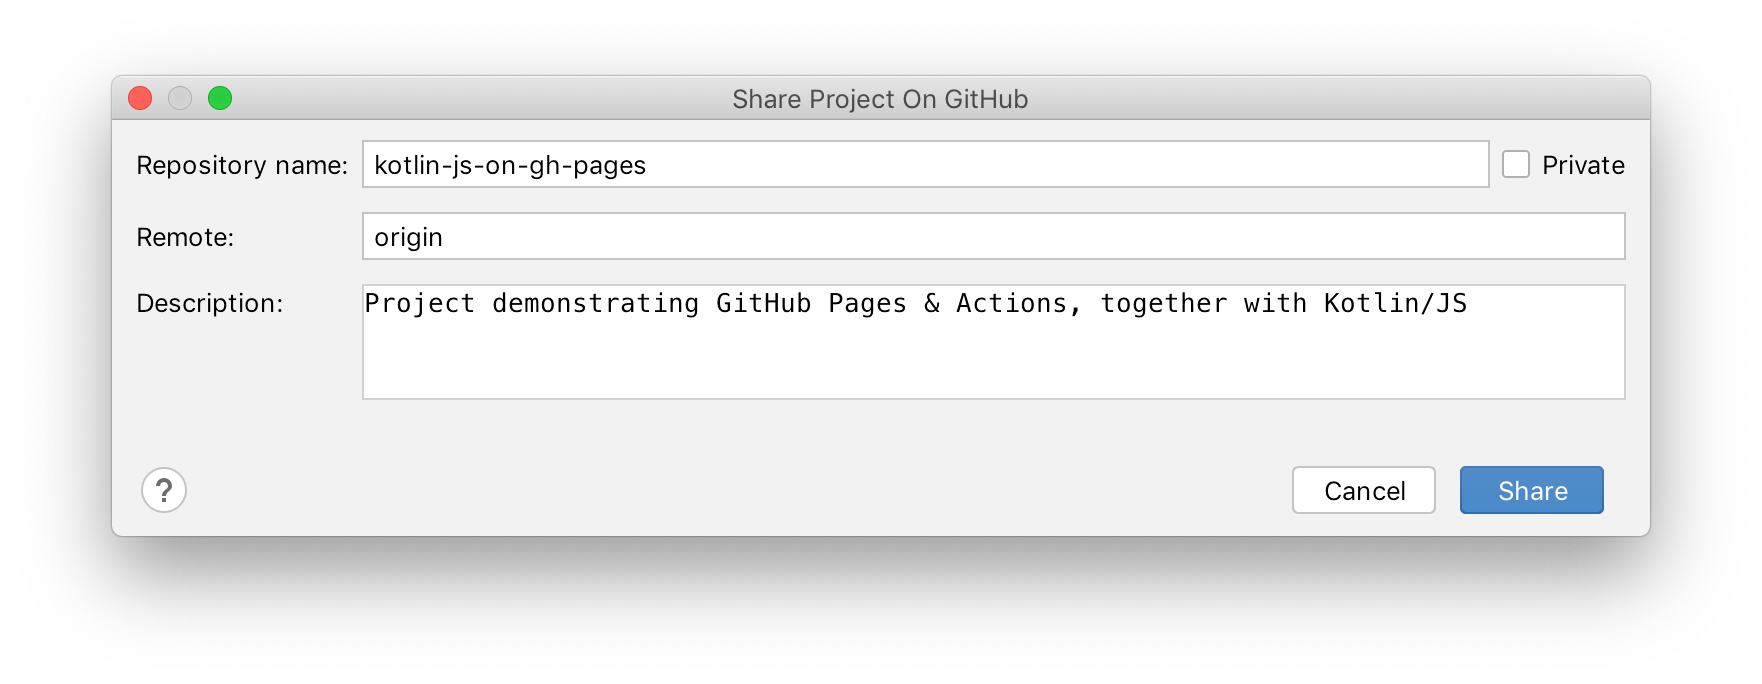 Share Project On GitHub
Repository name: kotlin-js-on-gh-pages Private
Remote: origin
Description: Project demonstrating GitHub Pages & Actions, together with Kotlin/JS
? Cancel Share